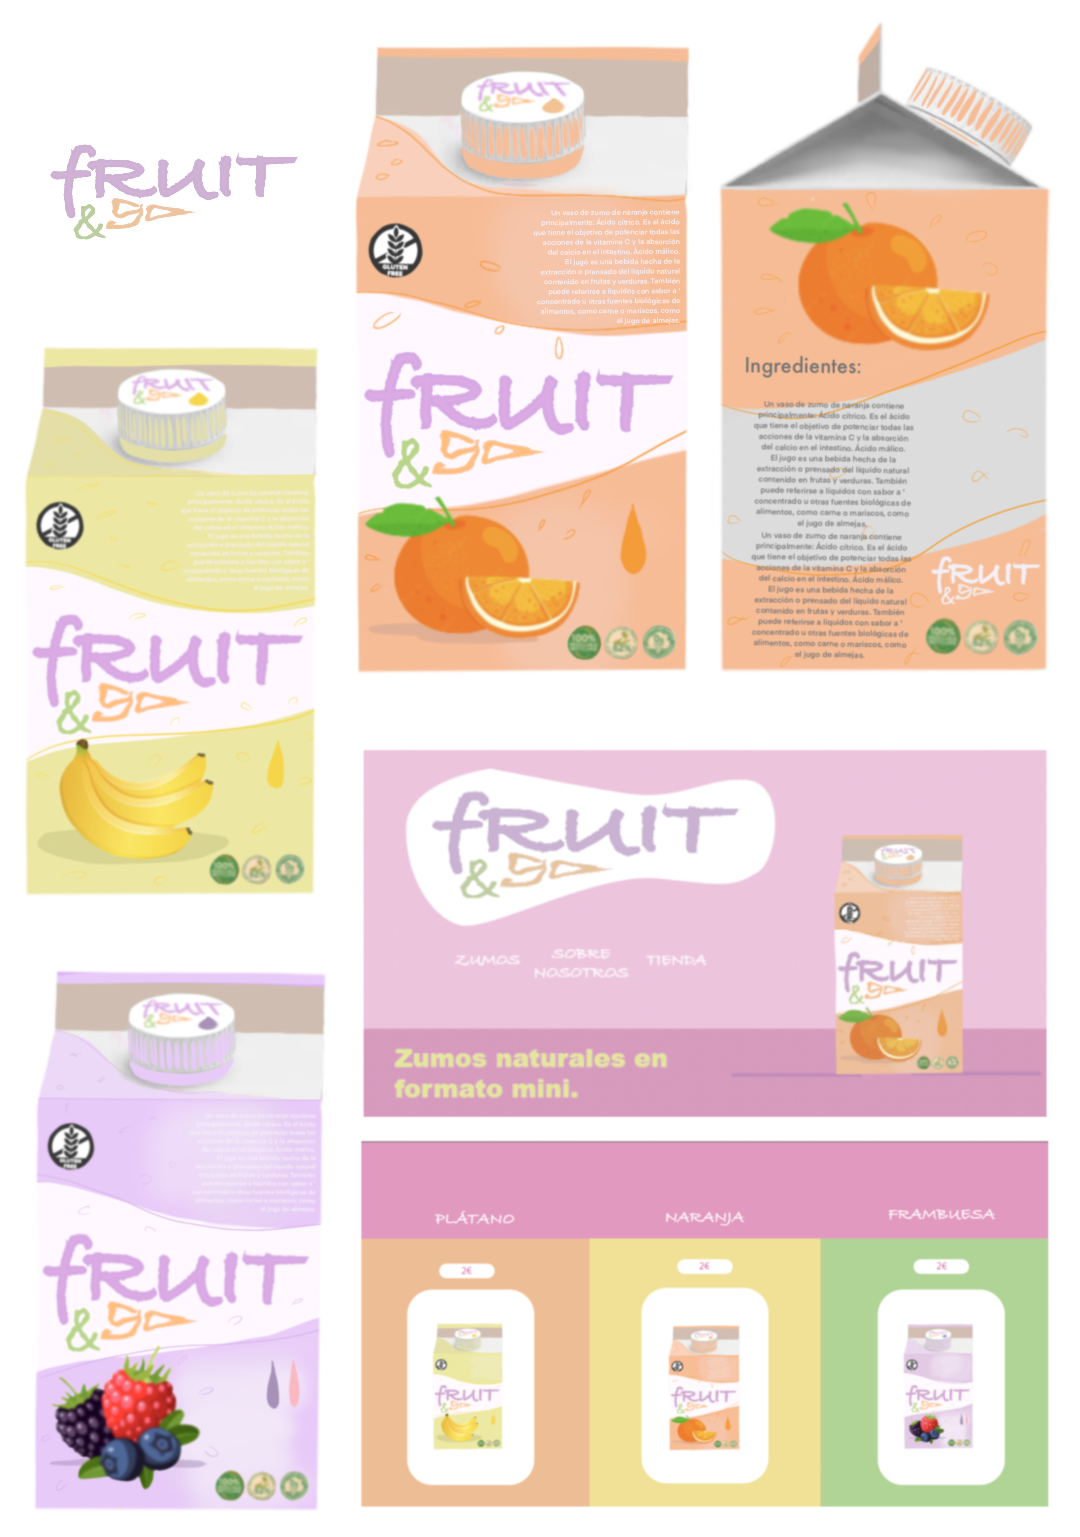 fRUIT
& go
fRUIT
& go
Un vaso de zumo de naranja contiene
principalmente: Ácido cítrico. Es el ácido
que tiene el objetivo de potenciar todas las
acciones de la vitamina C y la absorción
del calcio en el intestino. Ácido málico.
El jugo es una bebida hecha de la
extracción o prensado del líquido natural
contenido en frutas y verduras. También
puede referirse a líquidos con sabor a '
concentrado u otras fuentes biológicas de
alimentos, como carne o mariscos, como
el jugo de almejas.
GLUTEN
FREE
fRUIT
& go
100%
Ingredientes:
Un vaso de zumo de naranja contiene
principalmente: Ácido cítrico. Es el ácido
que tiene el objetivo de potenciar todas las
acciones de la vitamina C y la absorción
del calcio en el intestino. Ácido málico.
El jugo es una bebida hecha de la
extracción o prensado del líquido natural
contenido en frutas y verduras. También
puede referirse a líquidos con sabor a '
concentrado u otras fuentes biológicas de
alimentos, como carne o mariscos, como
el jugo de almejas.
Un vaso de zumo de naranja contiene
principalmente: Ácido cítrico. Es el ácido
que tiene el objetivo de potenciar todas las
acciones de la vitamina C y la absorción
del calcio en el intestino. Ácido málico.
El jugo es una bebida hecha de la
extracción o prensado del líquido natural
contenido en frutas y verduras. También
puede referirse a líquidos con sabor a '
concentrado u otras fuentes biológicas de
alimentos, como carne o mariscos, como
el jugo de almejas.
fRUIT
& go
100%
fRUIT
& go
GLUTEN
FREE
fRUIT
& go
100%
fRUIT
& go
ZUMOS
SOBRE
NOSOTROS
TIENDA
fRUIT
& go
fRUIT
& go
Zumos naturales en
formato mini.
fRUIT
& go
GLUTEN
FREE
fRUIT
& go
100%
PLÁTANO
NARANJA
FRAMBUESA
2€
2€
2€
fRUIT
& go
fRUIT
& go
fRUIT
& go